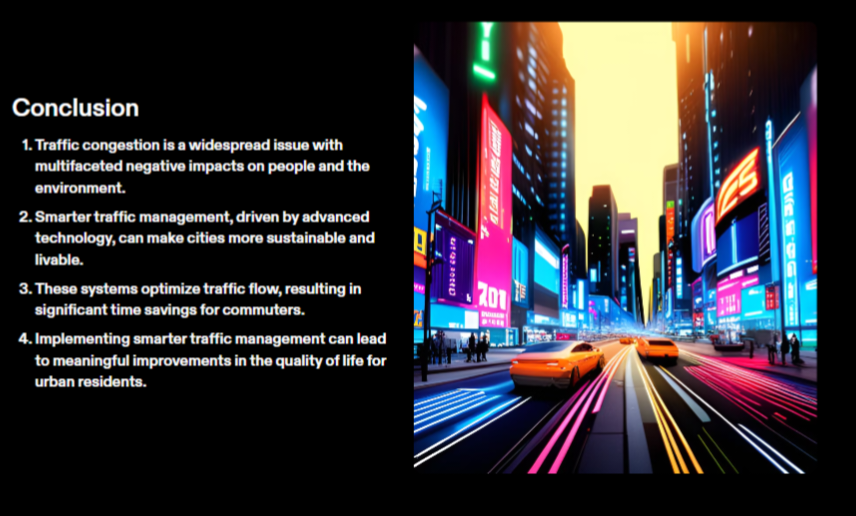 Conclusion
1. Traffic congestion is a widespread issue with
multifaceted negative impacts on people and the
environment.
2. Smarter traffic management, driven by advanced
technology, can make cities more sustainable and
livable.
3. These systems optimize traffic flow, resulting in
significant time savings for commuters.
4. Implementing smarter traffic management can lead
to meaningful improvements in the quality of life for
urban residents.